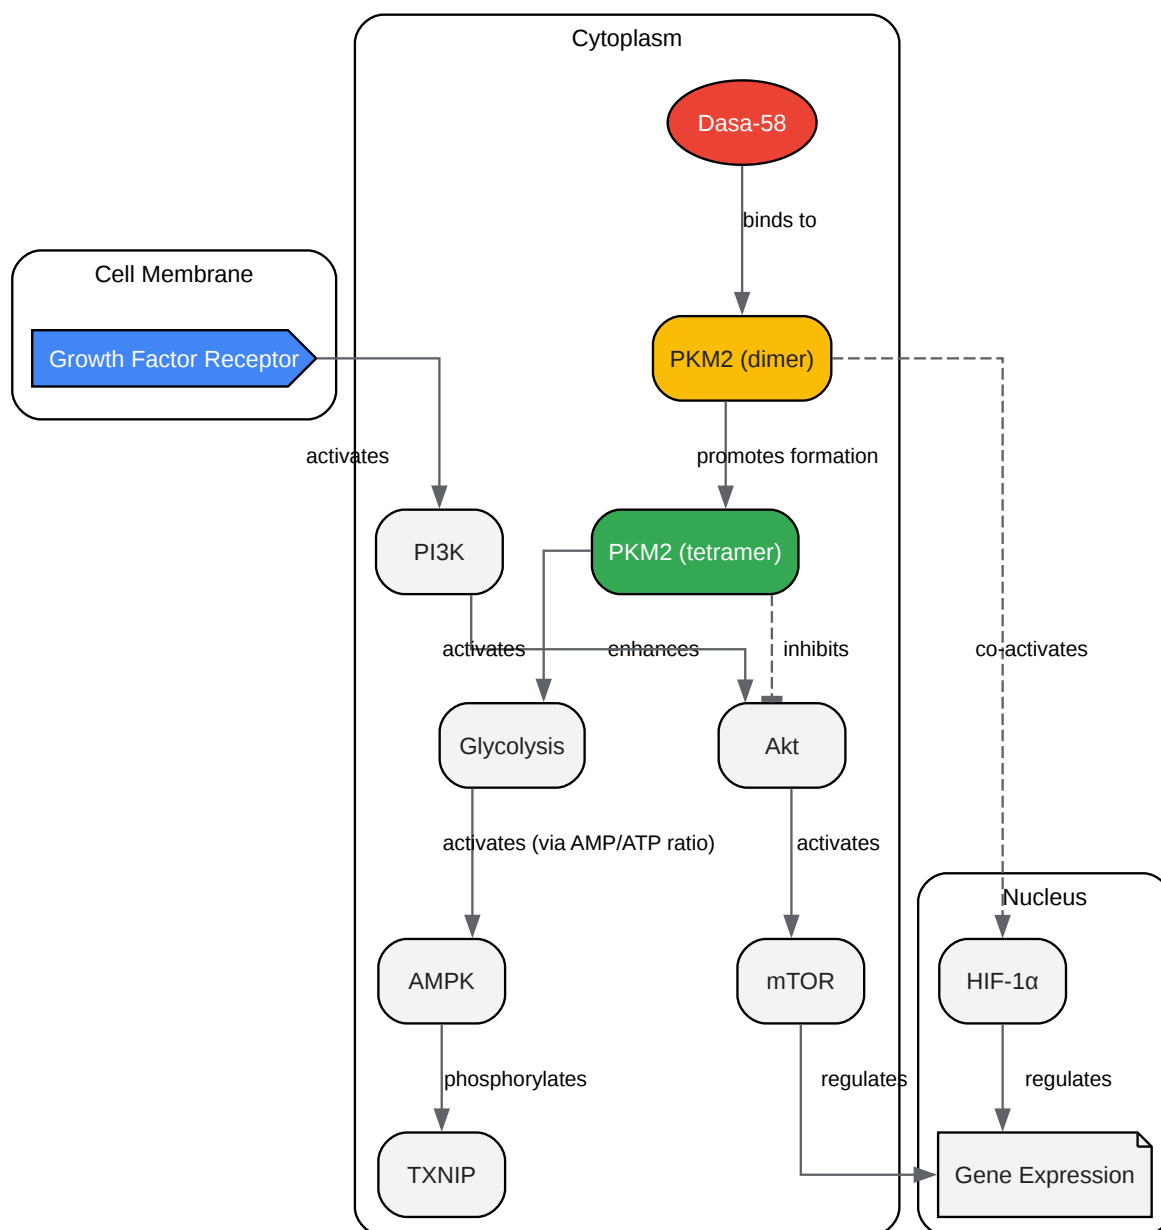 Cytoplasm
Dasa-58
binds to
Cell Membrane
Growth Factor Receptor
PKM2 (dimer)
activates
promotes formation
PI3K
PKM2 (tetramer)
activates
enhances
inhibits
co-activates
Glycolysis
Akt
activates (via AMP/ATP ratio)
activates
Nucleus
AMPK
mTOR
HIF-1α
phosphorylates
regulates
regulates
TXNIP
Gene Expression